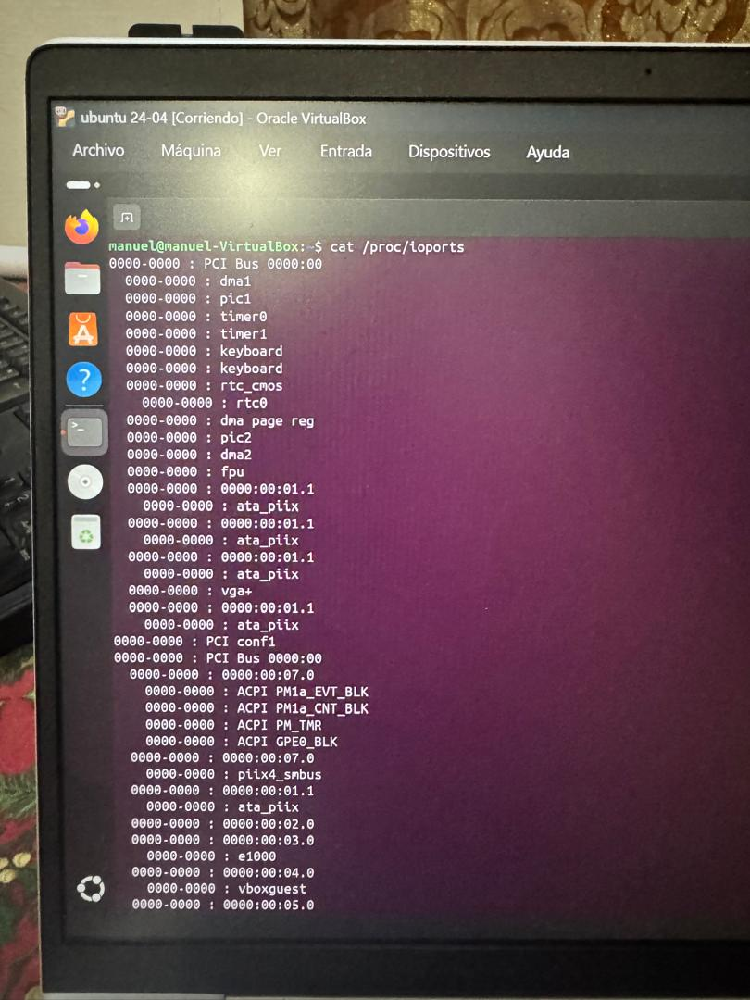 ubuntu 24-04 [Corriendo] - Oracle VirtualBox
Archivo Máquina Ver Entrada Dispositivos Ayuda
manuel@manuel-VirtualBox:~$ cat /proc/ioports
0000-0000 : PCI Bus 0000:00
0000-0000 : dma1
0000-0000 : pic1
0000-0000 : timer0
0000-0000 : timer1
0000-0000 : keyboard
0000-0000 : keyboard
0000-0000 : rtc_cmos
0000-0000 : rtc0
0000-0000 : dma page reg
0000-0000 : pic2
0000-0000 : dma2
0000-0000 : fpu
0000-0000 : 0000:00:01.1
0000-0000 : ata_piix
0000-0000 : 0000:00:01.1
0000-0000 : ata_piix
0000-0000 : 0000:00:01.1
0000-0000 : ata_piix
0000-0000 : vga+
0000-0000 : 0000:00:01.1
0000-0000 : ata_piix
0000-0000 : PCI conf1
0000-0000 : PCI Bus 0000:00
0000-0000 : 0000:00:07.0
0000-0000 : ACPI PM1a_EVT_BLK
0000-0000 : ACPI PM1a_CNT_BLK
0000-0000 : ACPI PM_TMR
0000-0000 : ACPI GPE0_BLK
0000-0000 : 0000:00:07.0
0000-0000 : piix4_smbus
0000-0000 : 0000:00:01.1
0000-0000 : ata_piix
0000-0000 : 0000:00:02.0
0000-0000 : 0000:00:03.0
0000-0000 : e1000
0000-0000 : 0000:00:04.0
0000-0000 : vboxguest
0000-0000 : 0000:00:05.0